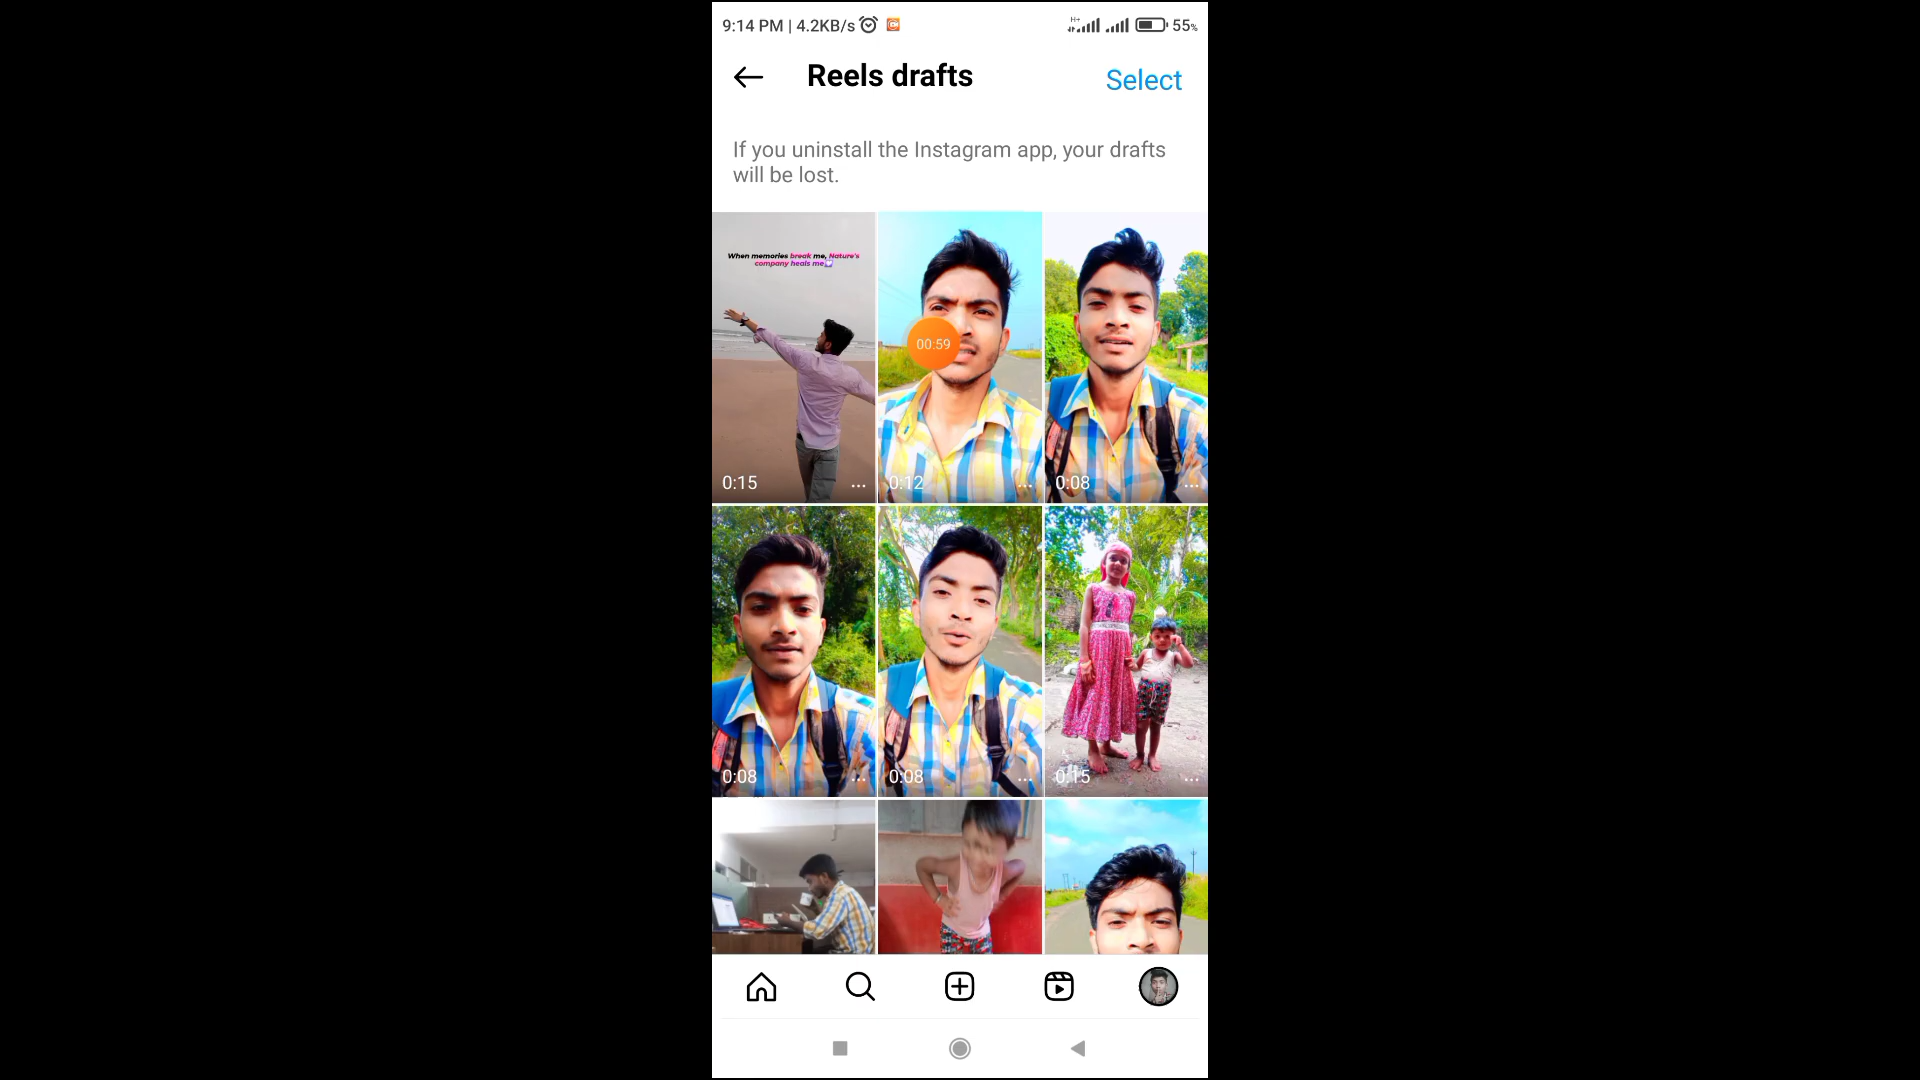 9:14 PM | 4.2KB/s
H+
55%
Reels drafts
Select
If you uninstall the Instagram app, your drafts
will be lost.
When memories break me, Nature's
company heals me
00:59
0:15
0:12
0:08
0:08
0:08
0:15